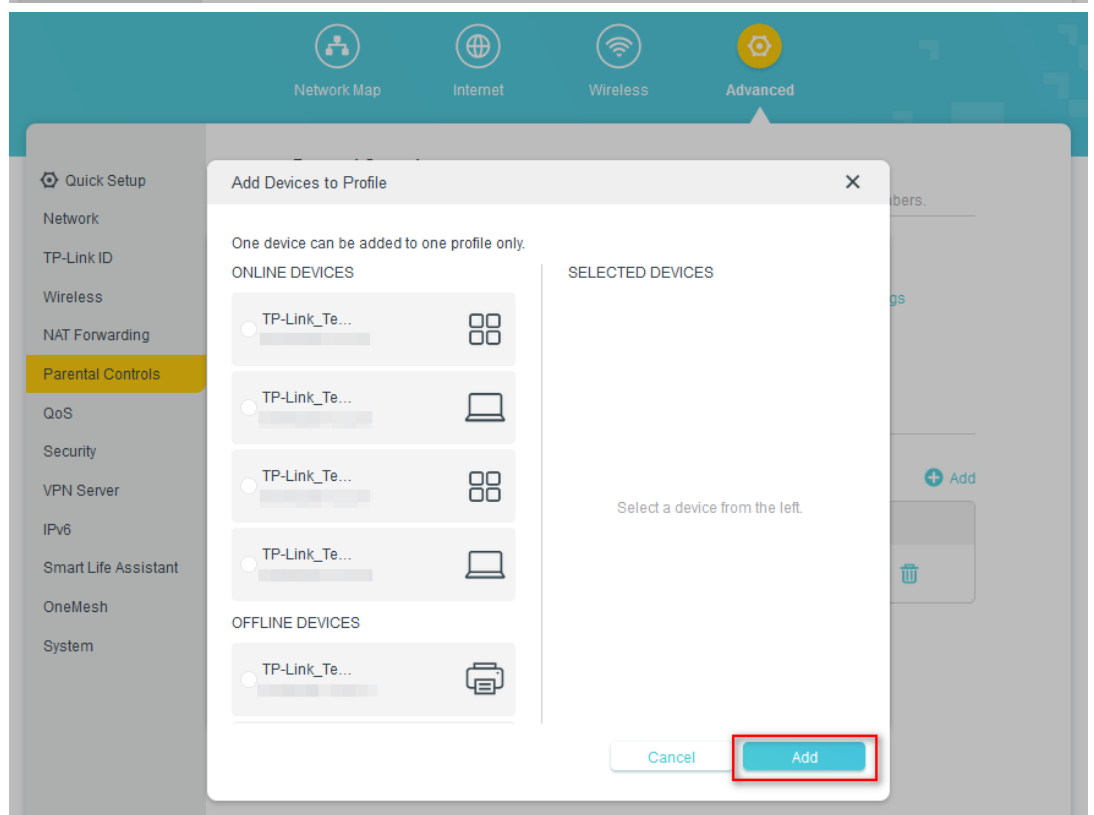 Network Map
Internet
Wireless
Advanced
Quick Setup
Network
TP-Link ID
Wireless
NAT Forwarding
Parental Controls
QoS
Security
VPN Server
IPv6
Smart Life Assistant
OneMesh
System
Add Devices to Profile
One device can be added to one profile only.
ONLINE DEVICES
TP-Link_Te...
TP-Link_Te...
TP-Link_Te...
TP-Link_Te...
OFFLINE DEVICES
TP-Link_Te...
SELECTED DEVICES
Select a device from the left.
Cancel
Add
Add